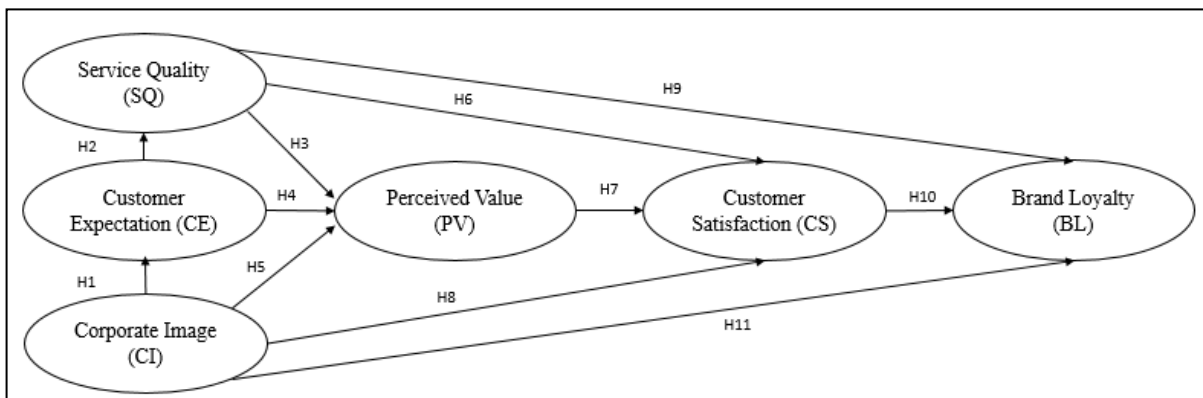 Service Quality
(SQ)
H9
H6
H2
H3
Customer
Expectation (CE)
H4
Perceived Value
(PV)
H7
Customer
Satisfaction (CS)
H10
Brand Loyalty
(BL)
H1
H5
H8
H11
Corporate Image
(CI)